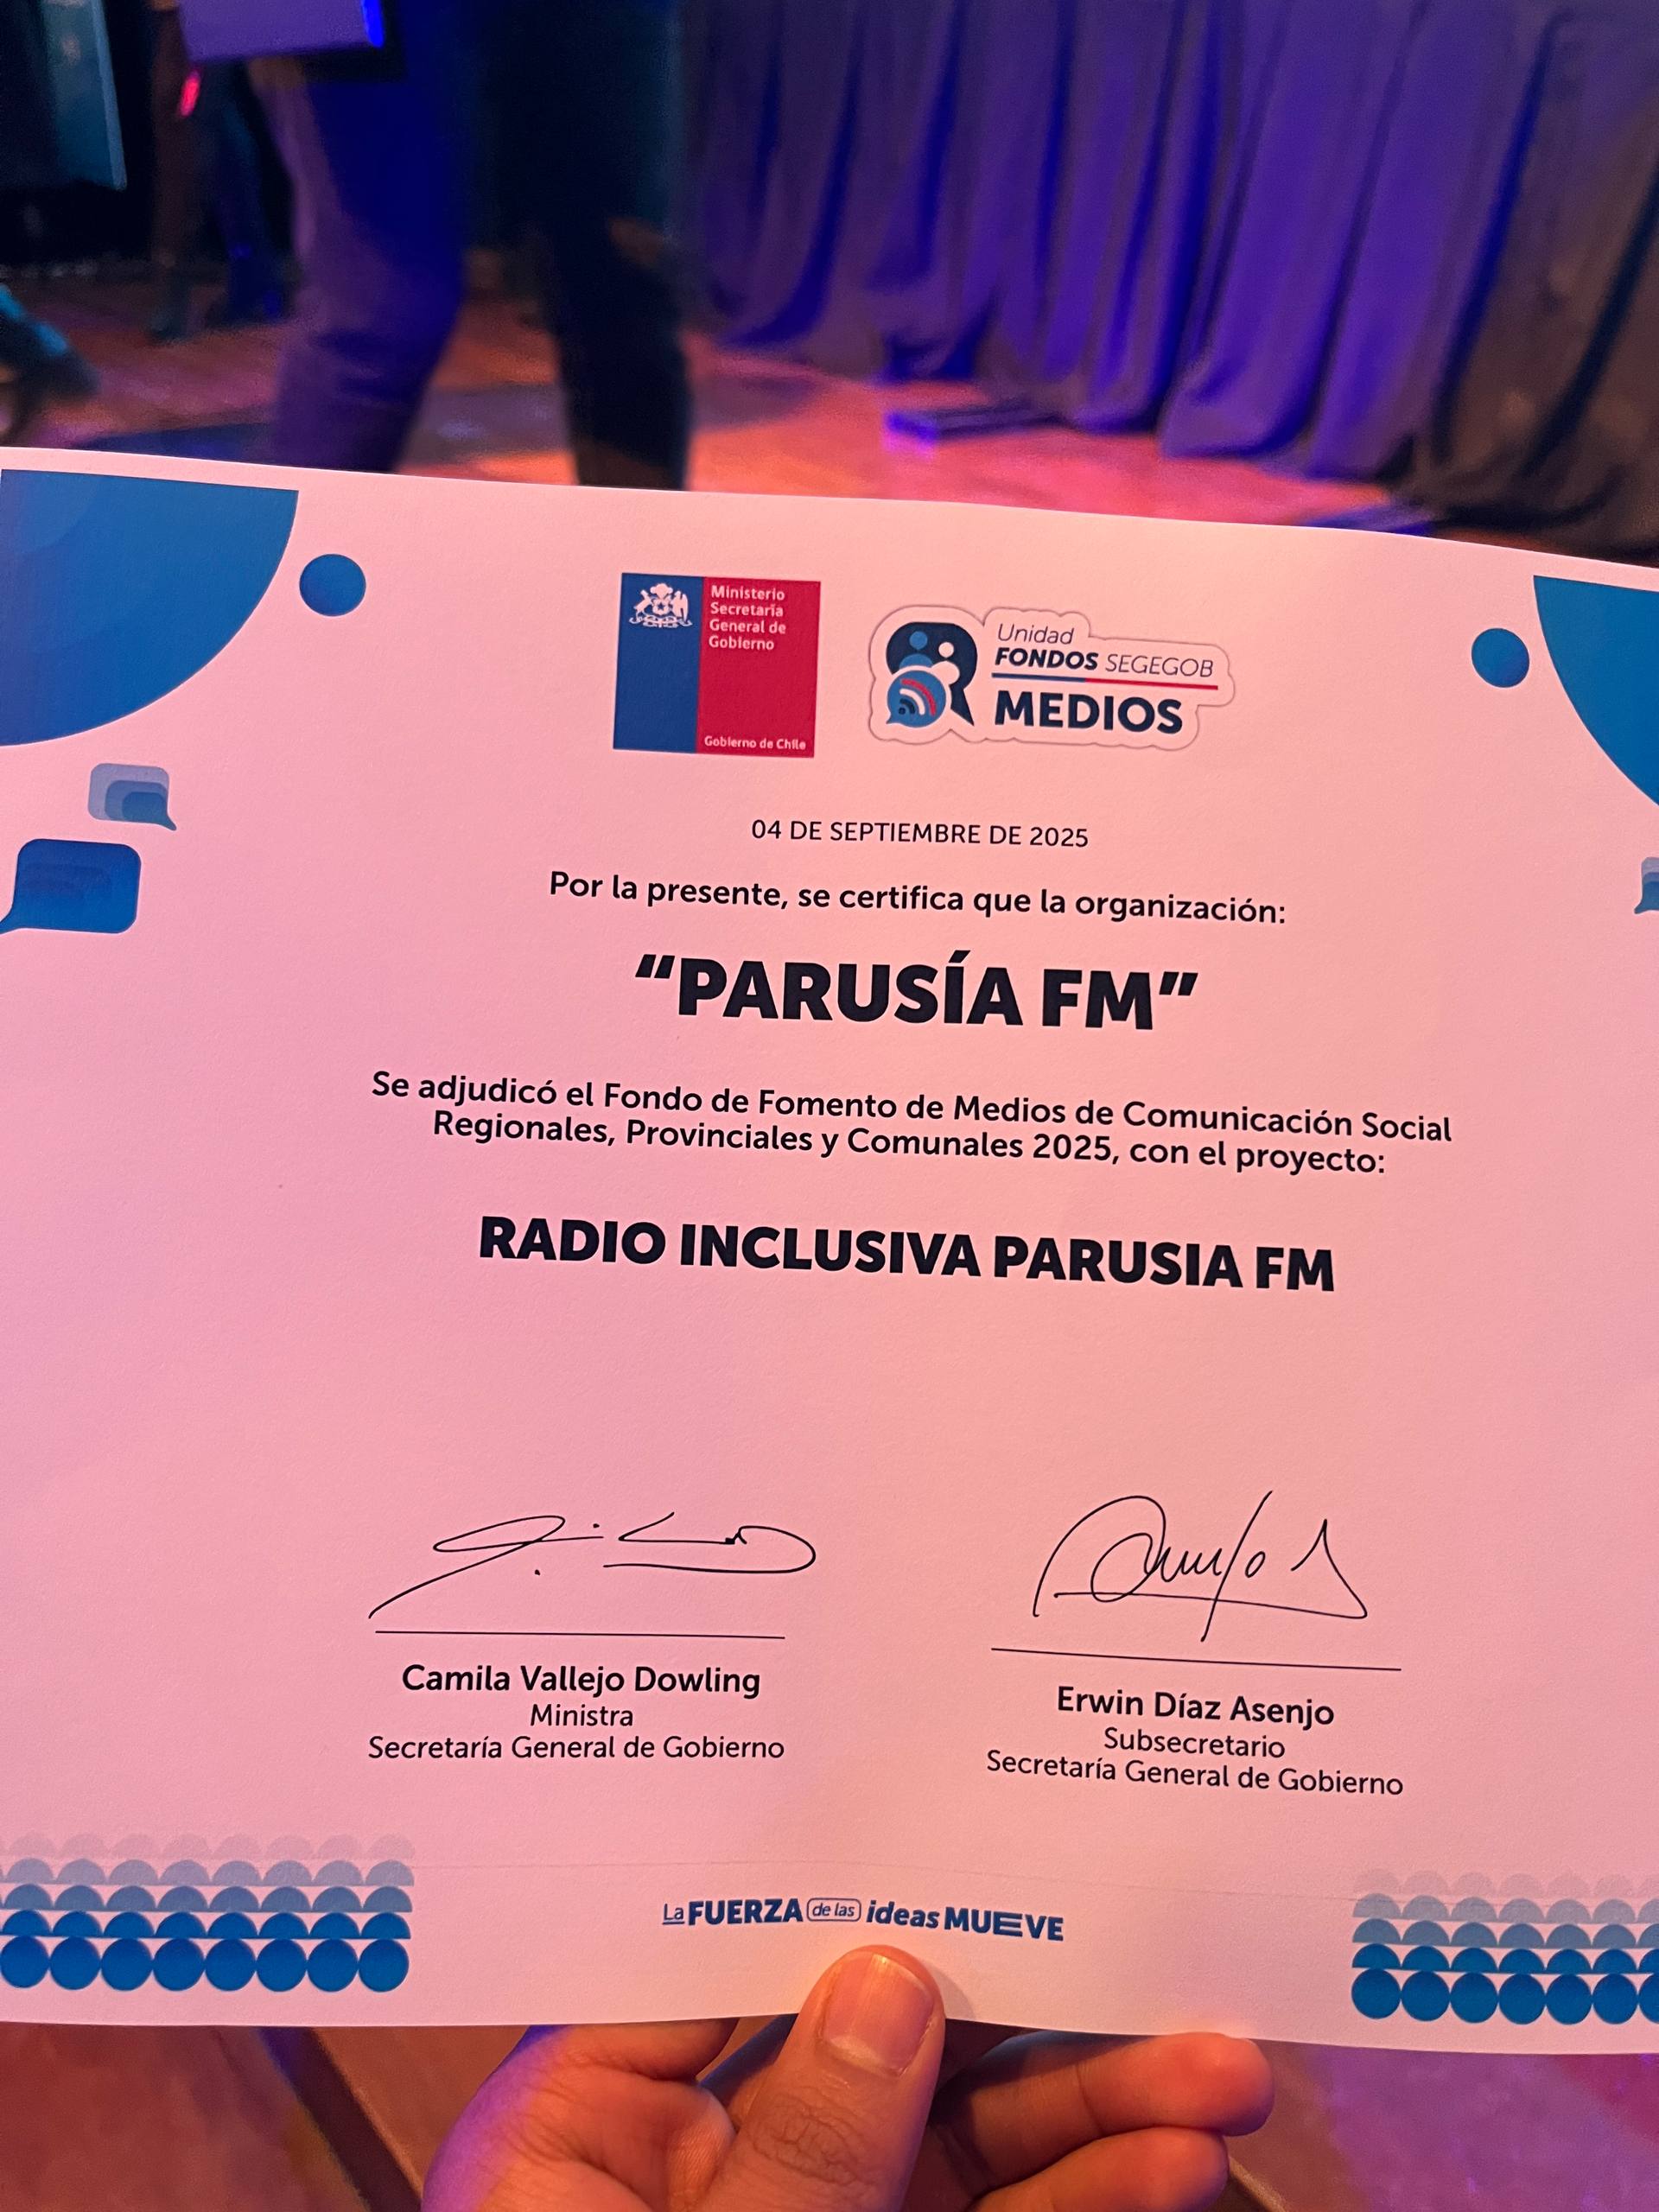 Ministerio
Secretaría
General de
Gobierno
Gobierno de Chile
Unidad
FONDOS SEGEGOB
MEDIOS
04 DE SEPTIEMBRE DE 2025
Por la presente, se certifica que la organización:
“PARUSÍA FM”
Se adjudicó el Fondo de Fomento de Medios de Comunicación Social
Regionales, Provinciales y Comunales 2025, con el proyecto:
RADIO INCLUSIVA PARUSIA FM
Camila Vallejo Dowling
Ministra
Secretaría General de Gobierno
Erwin Díaz Asenjo
Subsecretario
Secretaría General de Gobierno
La FUERZA de las ideas MUEVE